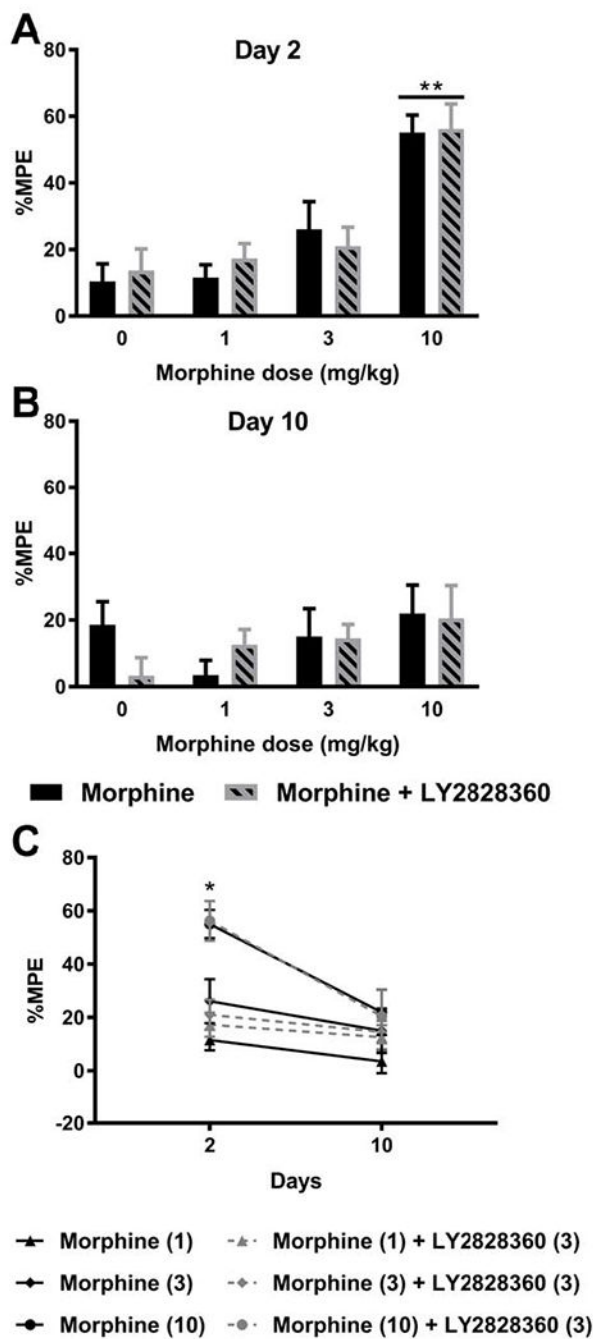 A
Day 2
80
60
40
20
0
%MPE
**
0 1 3 10
Morphine dose (mg/kg)
B
Day 10
80
60
40
20
0
%MPE
0 1 3 10
Morphine dose (mg/kg)
Morphine Morphine + LY2828360
C
80
60
40
20
0
-20
%MPE
*
2 10
Days
Morphine (1) Morphine (1) + LY2828360 (3)
Morphine (3) Morphine (3) + LY2828360 (3)
Morphine (10) Morphine (10) + LY2828360 (3)